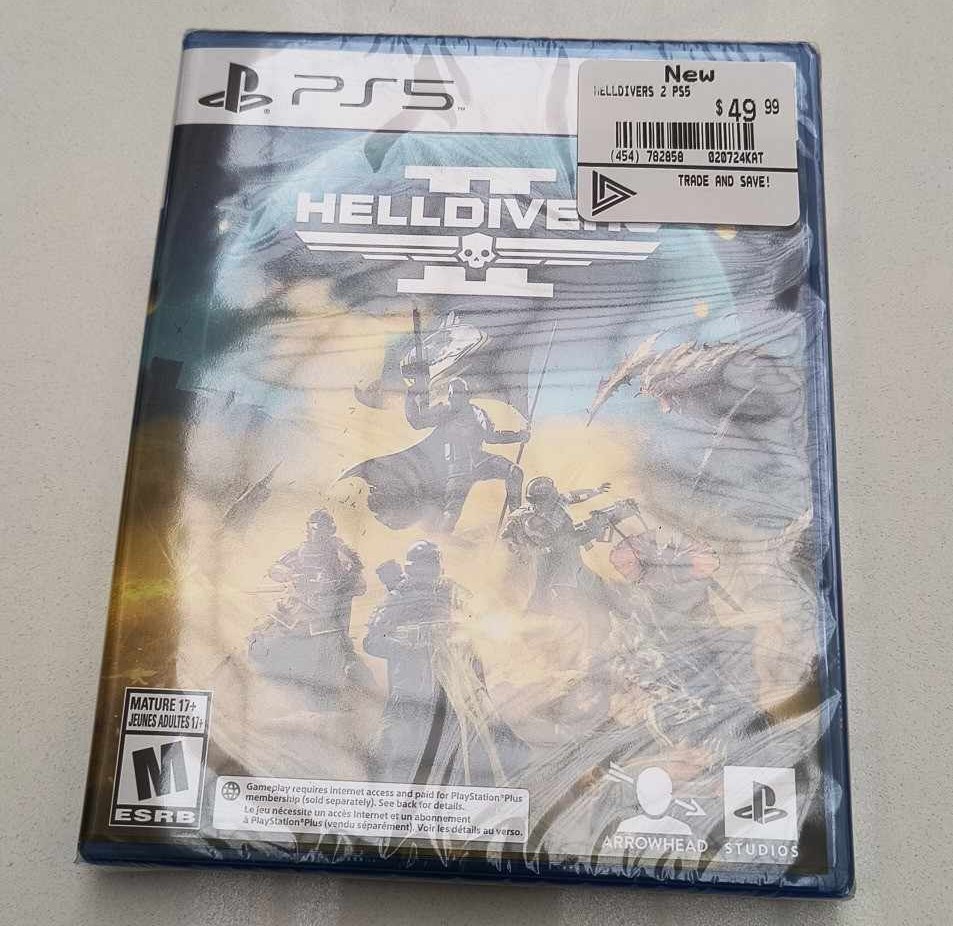 PS5
New
HELLDIVERS 2 PS5
$ 49 99
(454) 782858 020724KAT
TRADE AND SAVE!
II
HELLDIVE
MATURE 17+
JEUNES ADULTES 17+
M
ESRB
Gameplay requires internet access and paid for PlayStation®Plus
membership (sold separately). See back for details.
Le jeu nécessite un accès Internet et un abonnement
à PlayStation®Plus (vendu séparément). Voir les détails au verso.
ARROWHEAD
STUDIOS